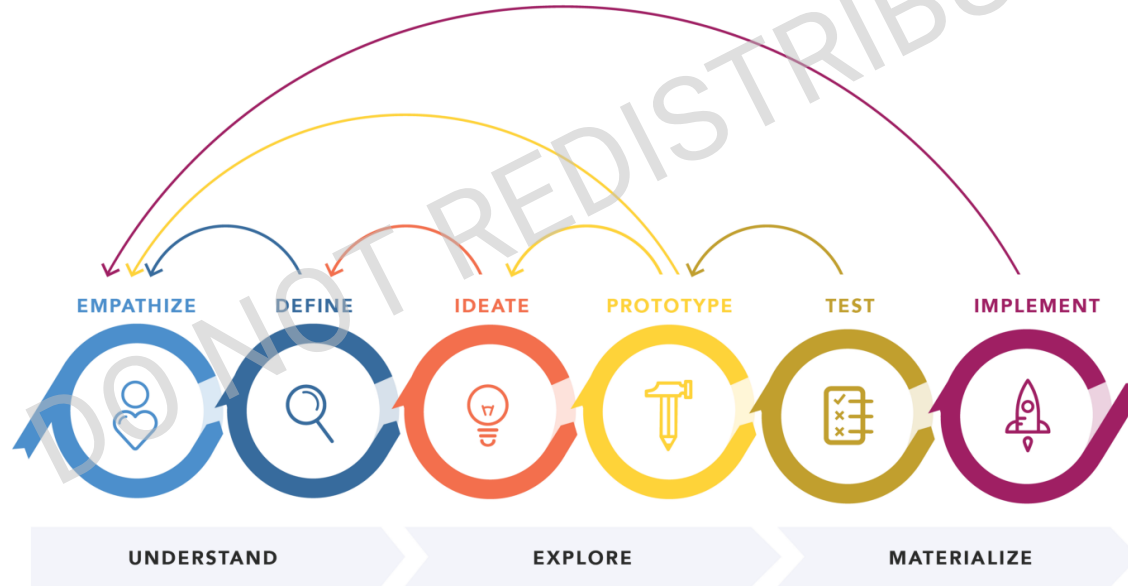 DO NOT REDISTRIBU
EMPATHIZE
DEFINE
IDEATE
PROTOTYPE
TEST
IMPLEMENT
UNDERSTAND
EXPLORE
MATERIALIZE